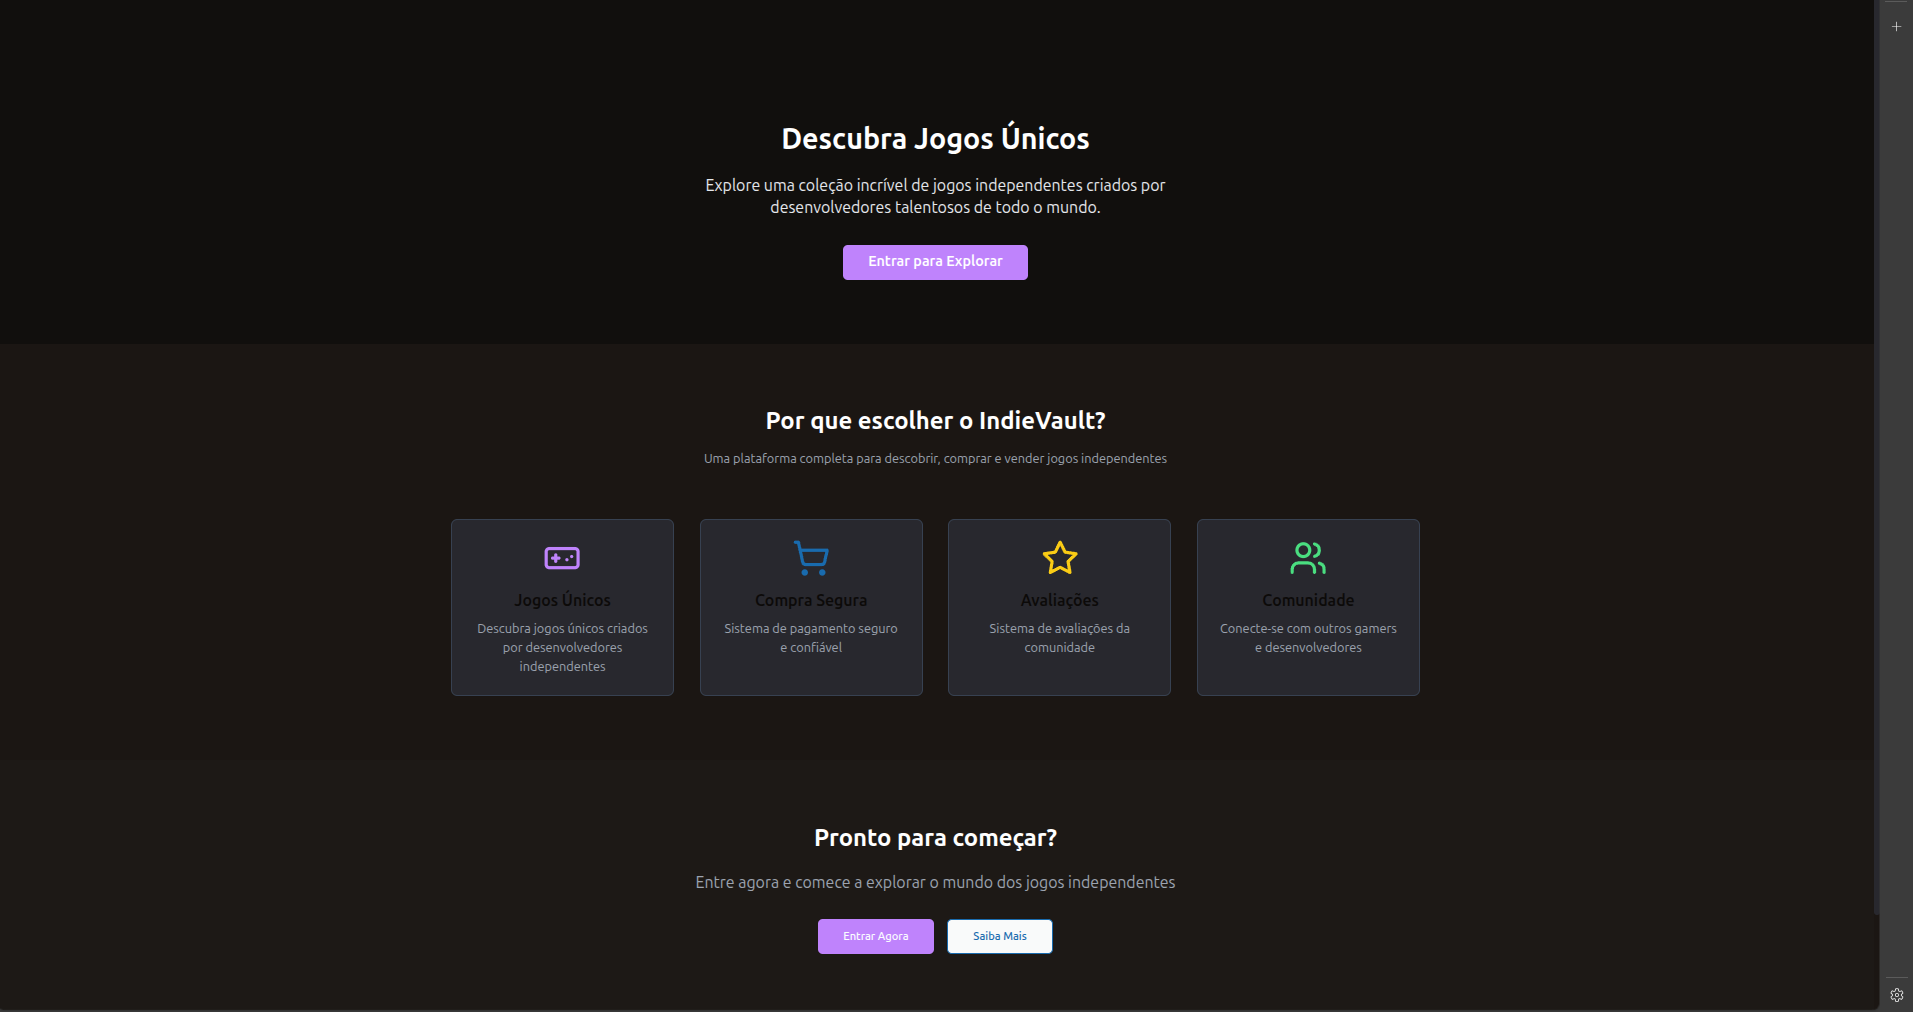 Descubra Jogos Únicos
Explore uma coleção incrível de jogos independentes criados por
desenvolvedores talentosos de todo o mundo.
Entrar para Explorar
Por que escolher o IndieVault?
Uma plataforma completa para descobrir, comprar e vender jogos independentes
Jogos Únicos
Descubra jogos únicos criados
por desenvolvedores
independentes
Compra Segura
Sistema de pagamento seguro
e confiável
Avaliações
Sistema de avaliações da
comunidade
Comunidade
Conecte-se com outros gamers
e desenvolvedores
Pronto para começar?
Entre agora e comece a explorar o mundo dos jogos independentes
Entrar Agora
Saiba Mais